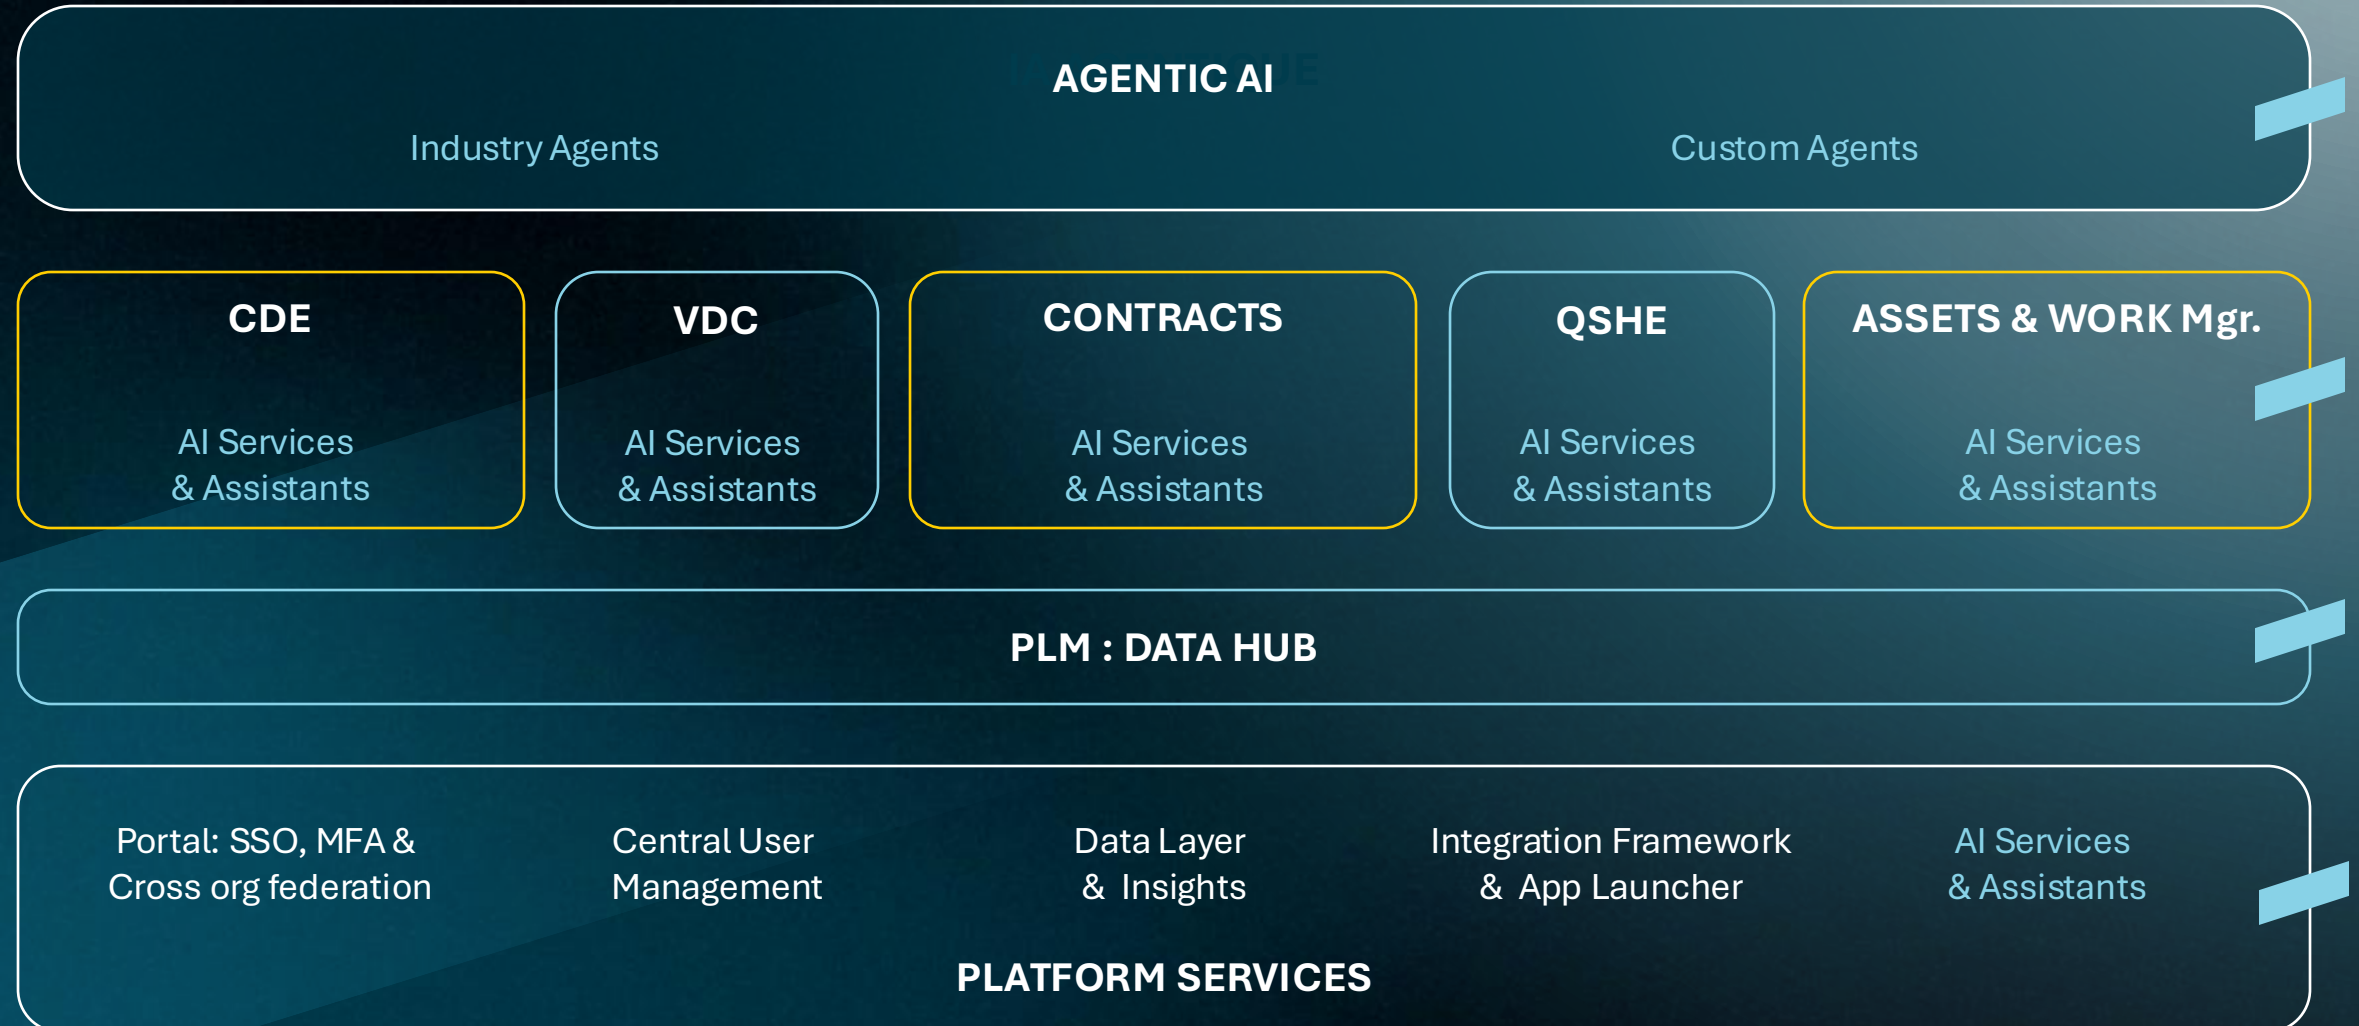 AGENTIC AI
Industry Agents
Custom Agents
CDE
AI Services
& Assistants
VDC
AI Services
& Assistants
CONTRACTS
AI Services
& Assistants
QSHE
AI Services
& Assistants
ASSETS & WORK Mgr.
AI Services
& Assistants
PLM : DATA HUB
Portal: SSO, MFA &
Cross org federation
Central User
Management
Data Layer
& Insights
Integration Framework
& App Launcher
AI Services
& Assistants
PLATFORM SERVICES